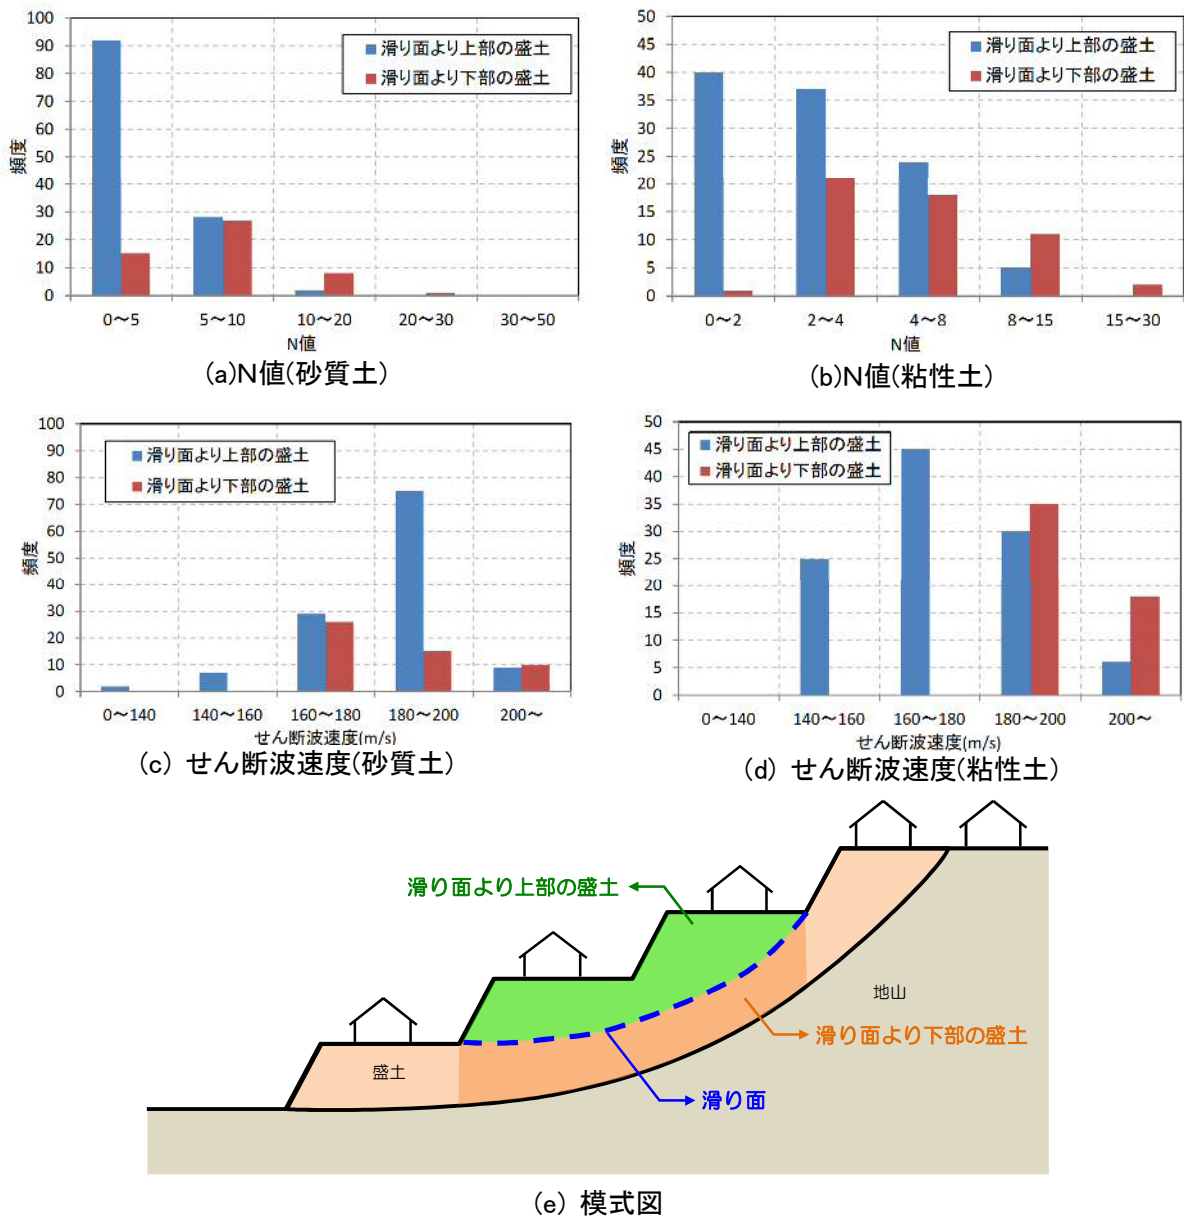 100
90
80
70
60
50
40
30
20
10
0
頻度
滑り面より上部の盛土
滑り面より下部の盛土
0～5 5～10 10～20 20～30 30～50
N値
(a)N値(砂質土)
50
45
40
35
30
25
20
15
10
5
0
頻度
滑り面より上部の盛土
滑り面より下部の盛土
0～2 2～4 4～8 8～15 15～30
N値
(b)N値(粘性土)
100
90
80
70
60
50
40
30
20
10
0
頻度
滑り面より上部の盛土
滑り面より下部の盛土
0～140 140～160 160～180 180～200 200～
せん断波速度(m/s)
(c) せん断波速度(砂質土)
50
45
40
35
30
25
20
15
10
5
0
頻度
滑り面より上部の盛土
滑り面より下部の盛土
0～140 140～160 160～180 180～200 200～
せん断波速度(m/s)
(d) せん断波速度(粘性土)
滑り面より上部の盛土
地山
滑り面より下部の盛土
盛土
滑り面
(e) 模式図